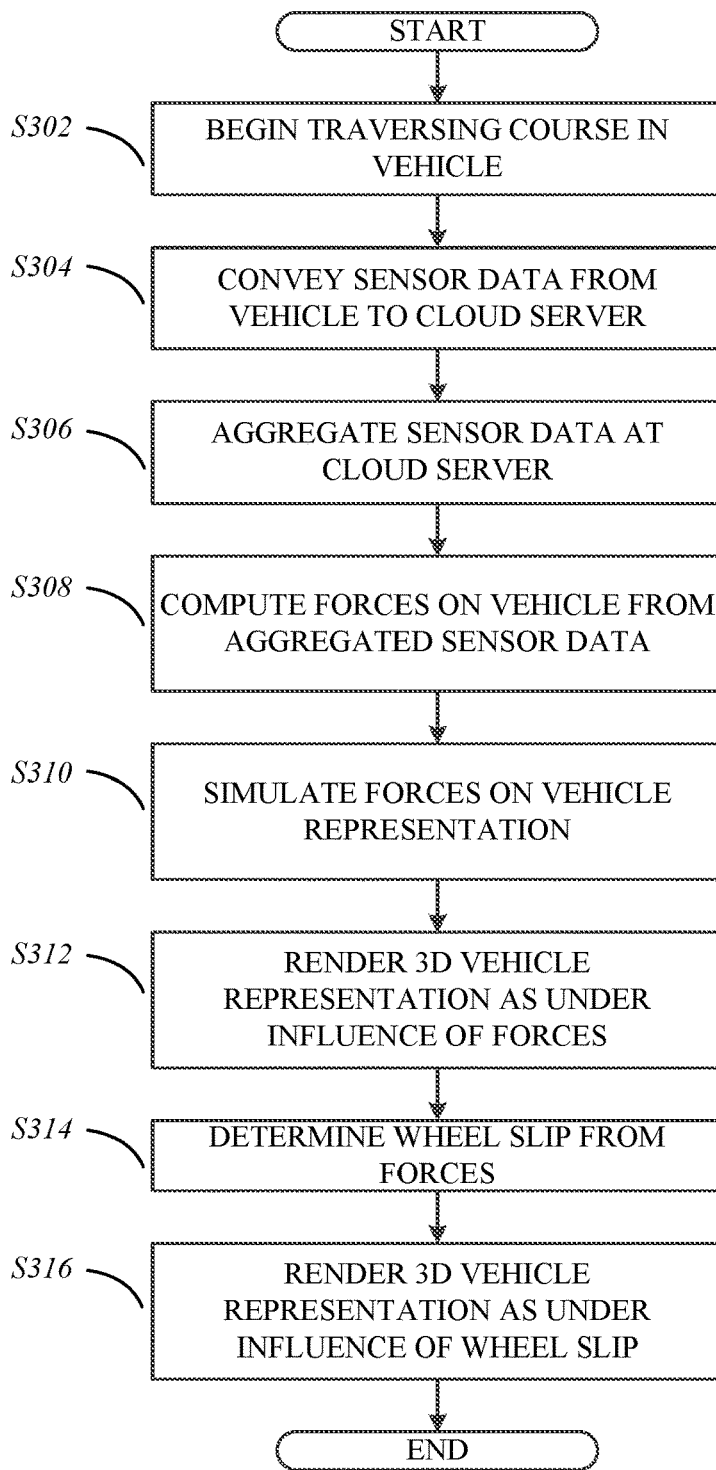 START
S302
BEGIN TRAVERSING COURSE IN
VEHICLE
S304
CONVEY SENSOR DATA FROM
VEHICLE TO CLOUD SERVER
S306
AGGREGATE SENSOR DATA AT
CLOUD SERVER
S308
COMPUTE FORCES ON VEHICLE FROM
AGGREGATED SENSOR DATA
S310
SIMULATE FORCES ON VEHICLE
REPRESENTATION
S312
RENDER 3D VEHICLE
REPRESENTATION AS UNDER
INFLUENCE OF FORCES
S314
DETERMINE WHEEL SLIP FROM
FORCES
S316
RENDER 3D VEHICLE
REPRESENTATION AS UNDER
INFLUENCE OF WHEEL SLIP
END